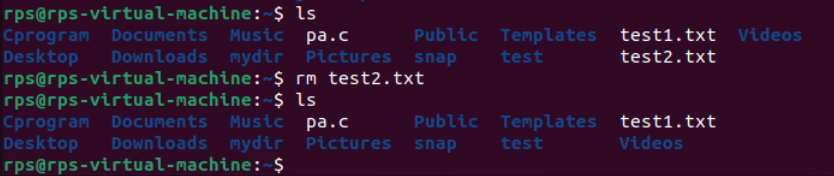 rps@rps-virtual-machine:~$ ls
Cprogram  Documents  Music  pa.c      Public  Templates  test1.txt  Videos
Desktop   Downloads  mydir  Pictures  snap    test       test2.txt
rps@rps-virtual-machine:~$ rm test2.txt
rps@rps-virtual-machine:~$ ls
Cprogram  Documents  Music  pa.c      Public  Templates  test1.txt
Desktop   Downloads  mydir  Pictures  snap    test       Videos
rps@rps-virtual-machine:~$